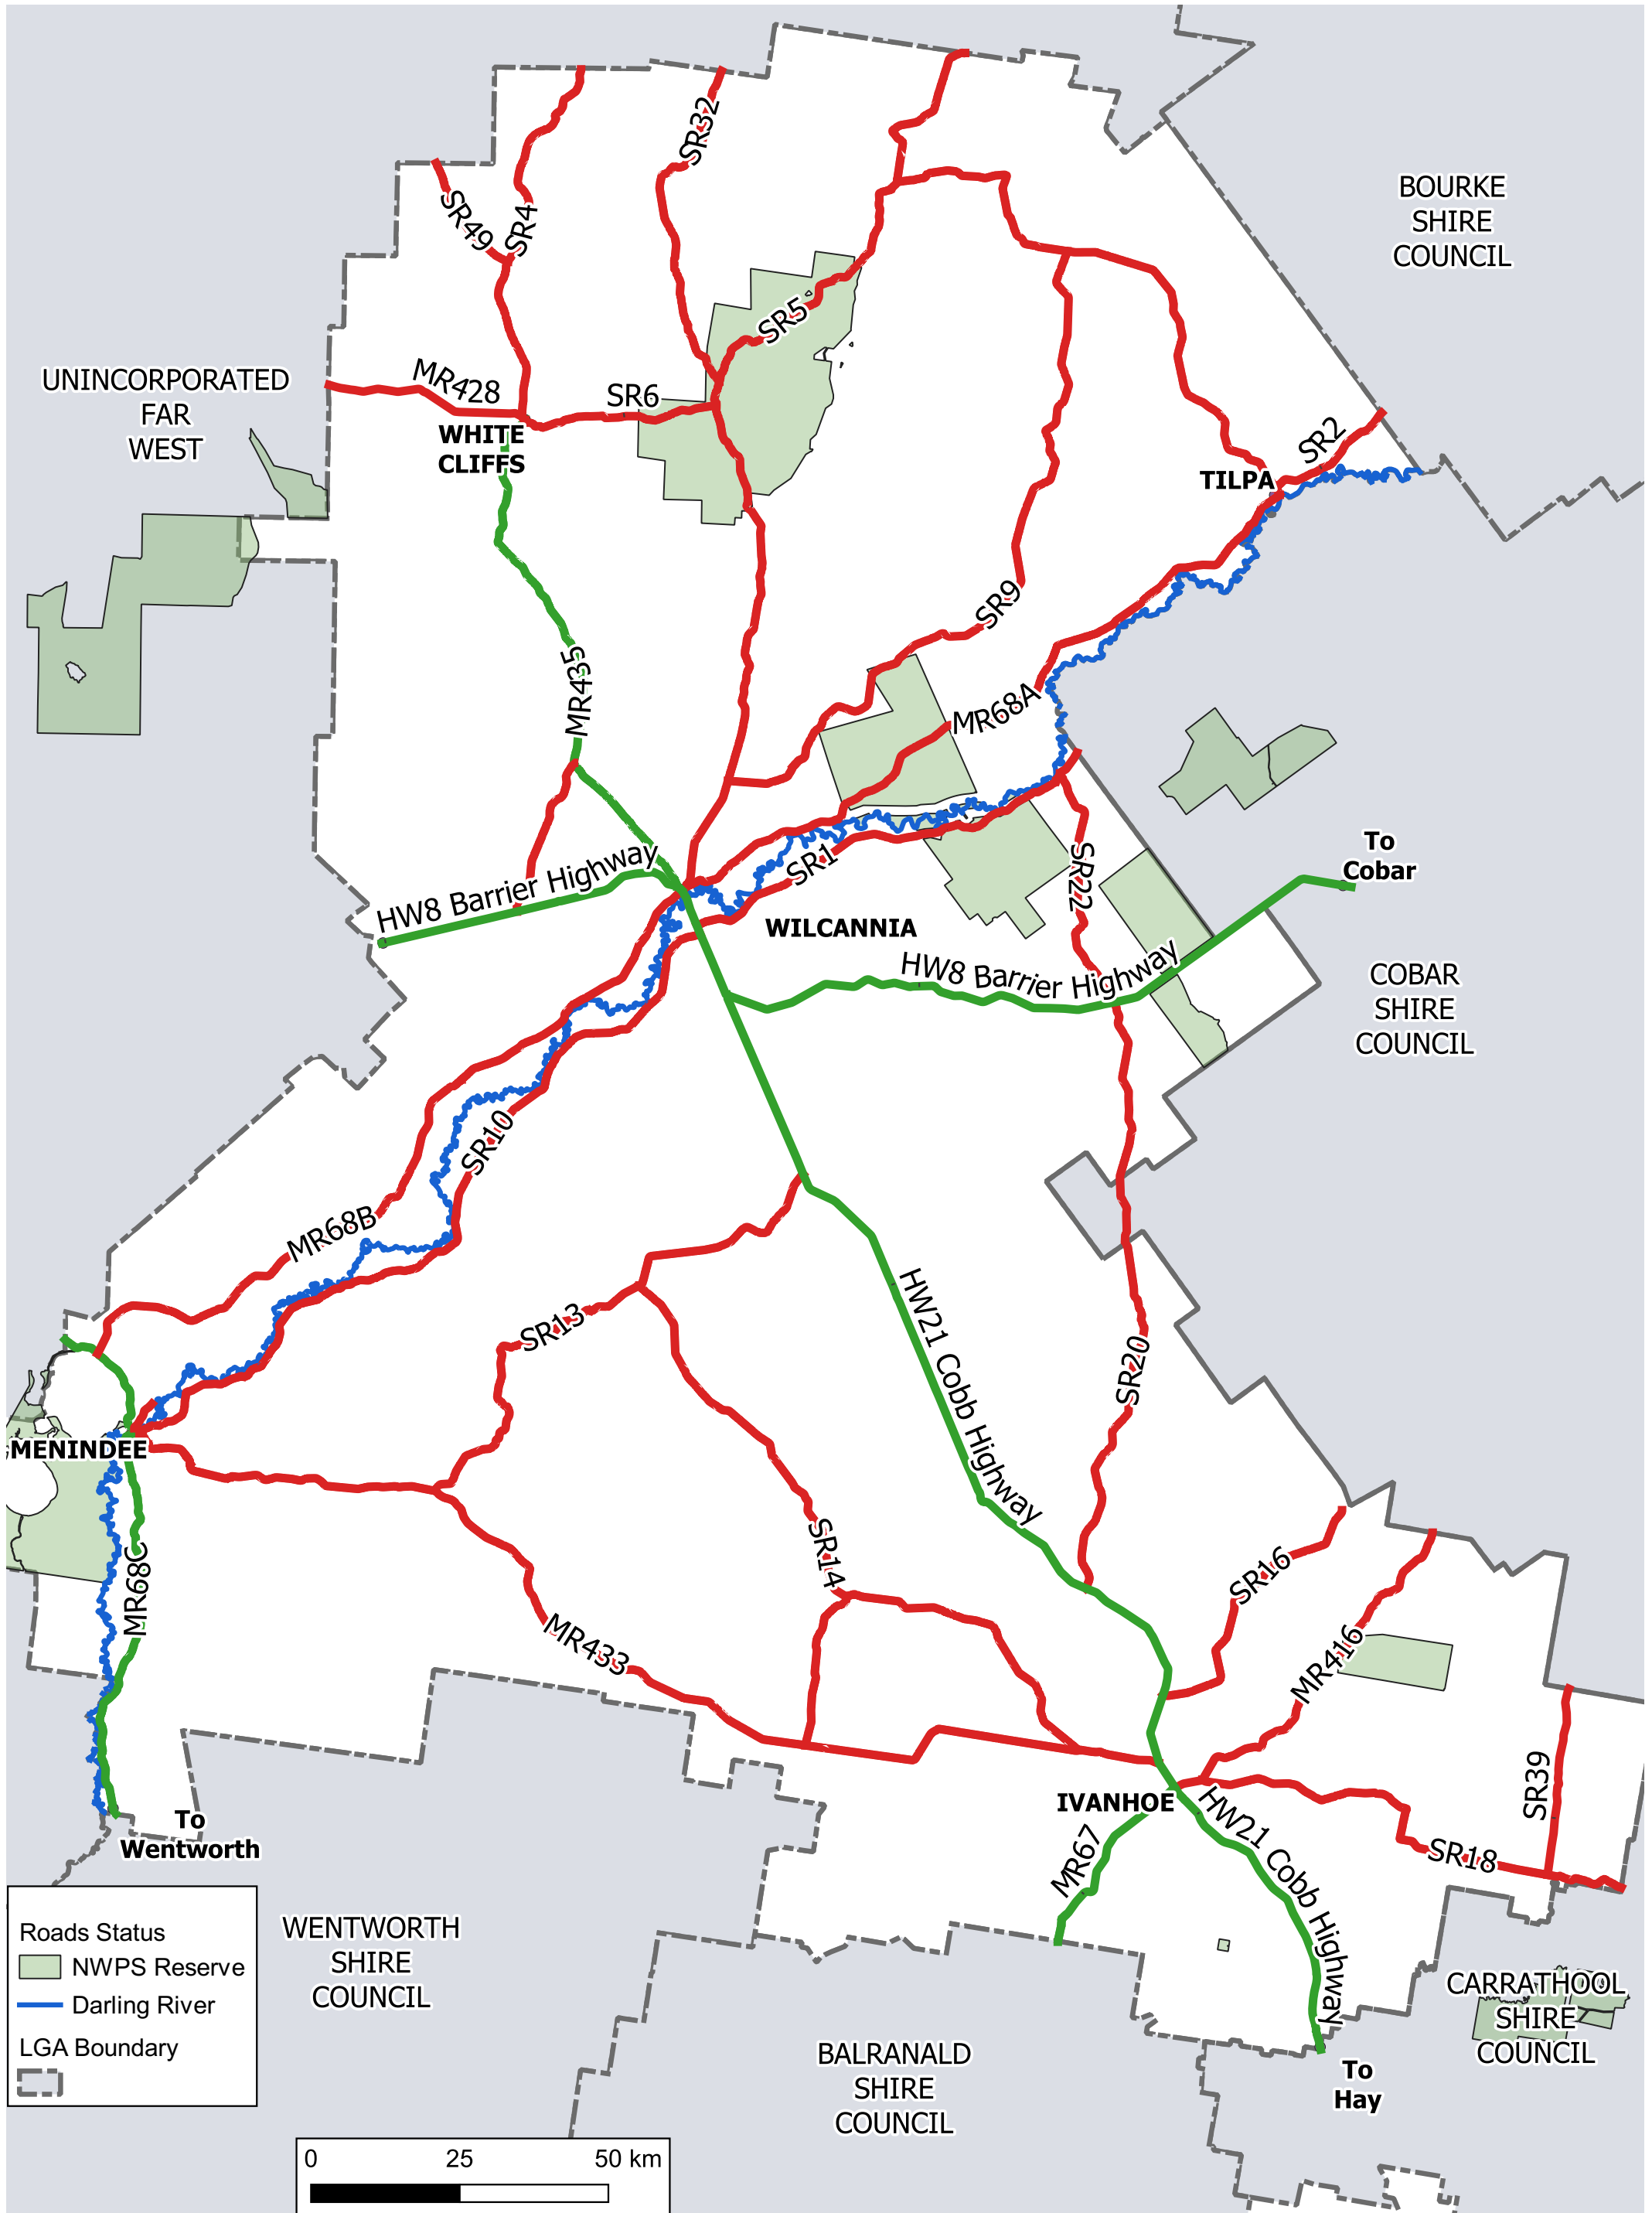 SR32
BOURKE
SHIRE
COUNCIL
SR49
SR4
SR5
UNINCORPORATED
FAR
WEST
MR428
SR6
WHITE
CLIFFS
SR2
TILPA
SR9
MR435
MR68A
To
Cobar
SR1
SR22
HW8 Barrier Highway
WILCANNIA
HW8 Barrier Highway
COBAR
SHIRE
COUNCIL
SR10
MR68B
HW21 Cobb Highway
SR13
SR20
MENINDEE
SR14
SR16
MR68C
MR433
MR416
SR39
IVANHOE
HW21 Cobb Highway
To
Wentworth
MR67
SR18
Roads Status
NWPS Reserve
Darling River
LGA Boundary
WENTWORTH
SHIRE
COUNCIL
CARRATHOOL
SHIRE
COUNCIL
BALRANALD
SHIRE
COUNCIL
To
Hay
0 25 50 km